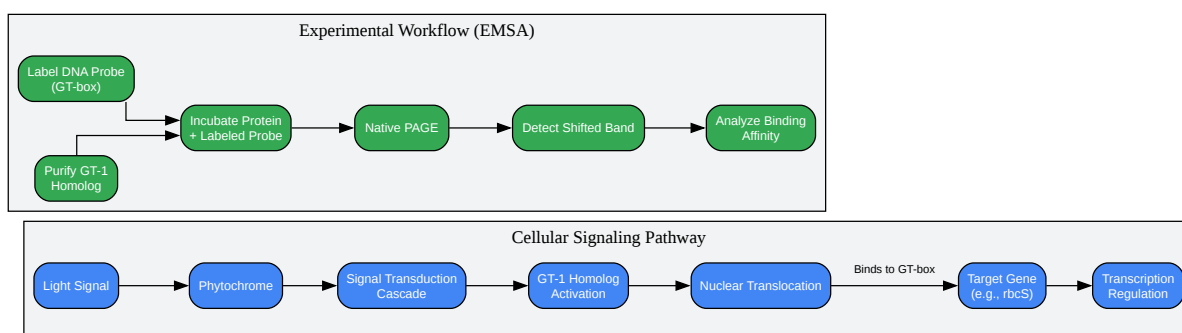 Experimental Workflow (EMSA)
Label DNA Probe
(GT-box)
Purify GT-1
Homolog
Incubate Protein
+ Labeled Probe
Native PAGE
Detect Shifted Band
Analyze Binding
Affinity
Cellular Signaling Pathway
Light Signal
Phytochrome
Signal Transduction
Cascade
GT-1 Homolog
Activation
Nuclear Translocation
Binds to GT-box
Target Gene
(e.g., rbcS)
Transcription
Regulation